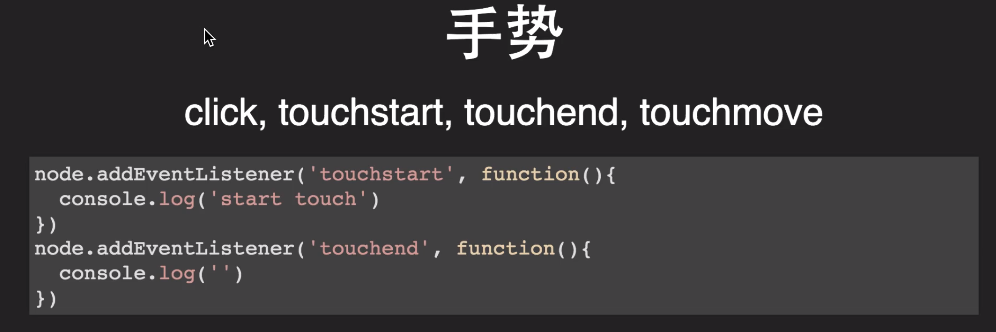 手势
click, touchstart, touchend, touchmove
node.addEventListener('touchstart', function(){
  console.log('start touch')
})
node.addEventListener('touchend', function(){
  console.log('')
})